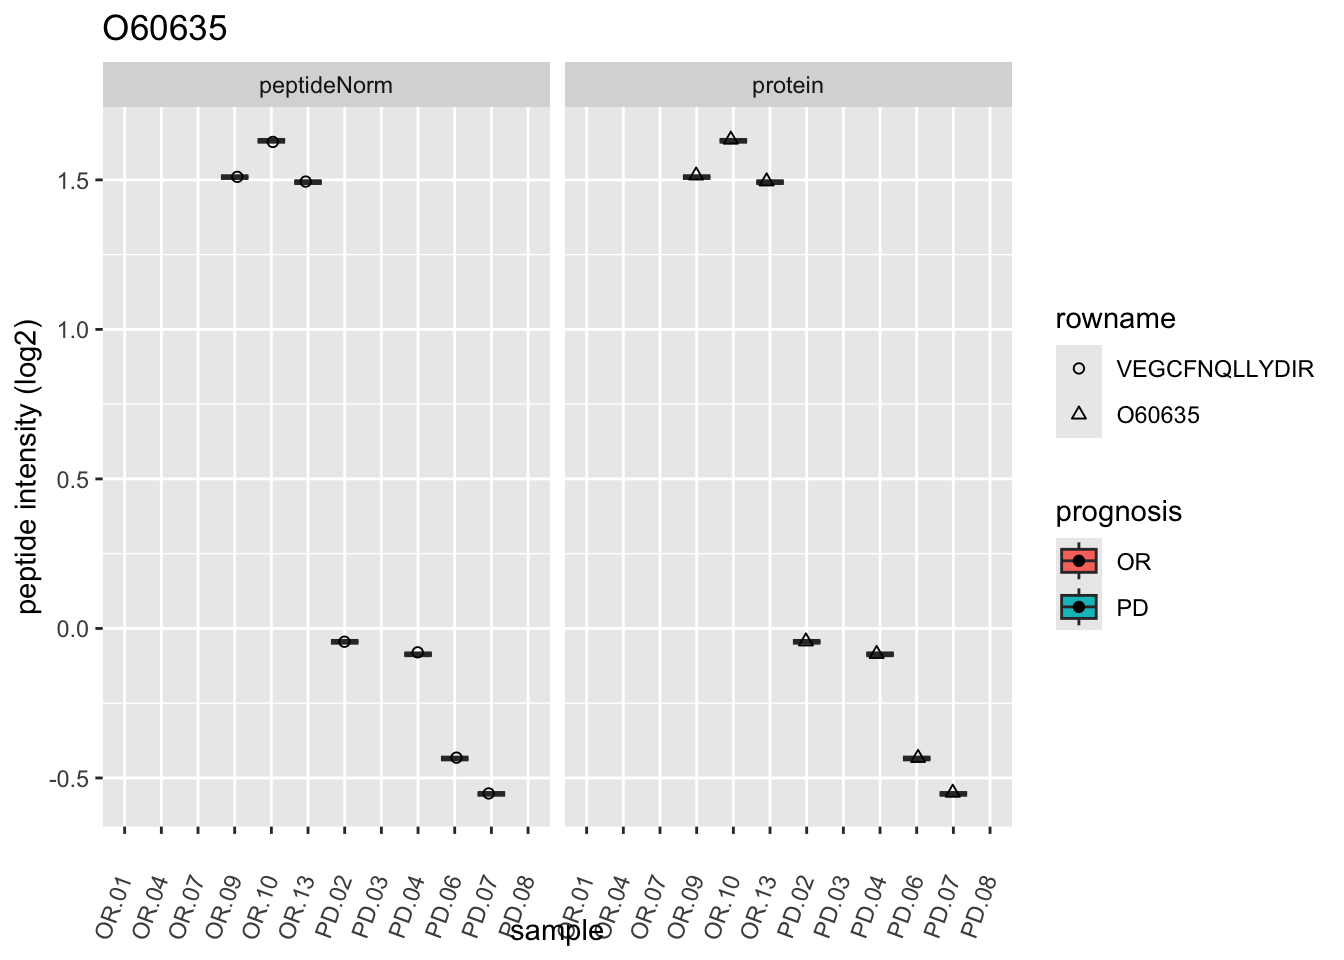 O60635
peptideNorm
protein
peptide intensity (log2)
1.5
1.0
0.5
0.0
-0.5
OR.01
OR.04
OR.07
OR.09
OR.10
OR.13
PD.02
PD.03
PD.04
PD.06
PD.07
PD.08
OR.01
OR.04
OR.07
OR.09
OR.10
OR.13
PD.02
PD.03
PD.04
PD.06
PD.07
PD.08
sample
rowname
VEGCFNQLLYDIR
O60635
prognosis
OR
PD